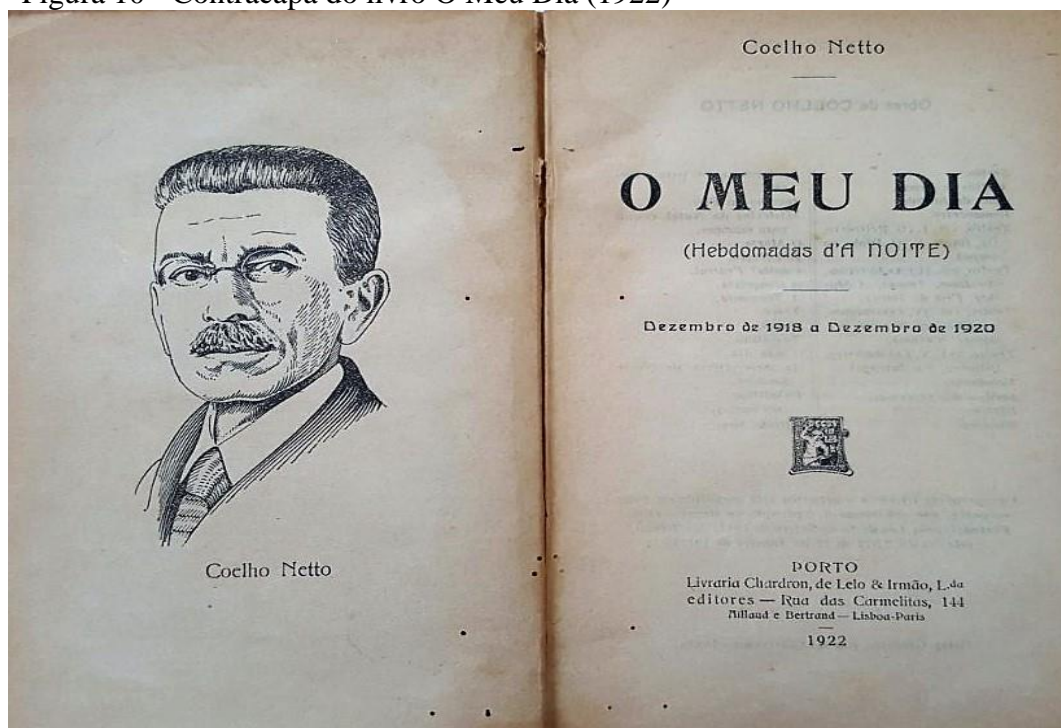 Figura 10 - Contracapa do livro O Meu Dia (1922)
Coelho Netto
Coelho Netto
O MEU DIA
(Hebdomadas d'A NOITE)
Dezembro de 1918 a Dezembro de 1920
PORTO
Livraria Chardron, de Lelo & Irmão, L.da
editores — Rua das Carmelitas, 144
Aillaud e Bertrand — Lisboa-Paris
1922